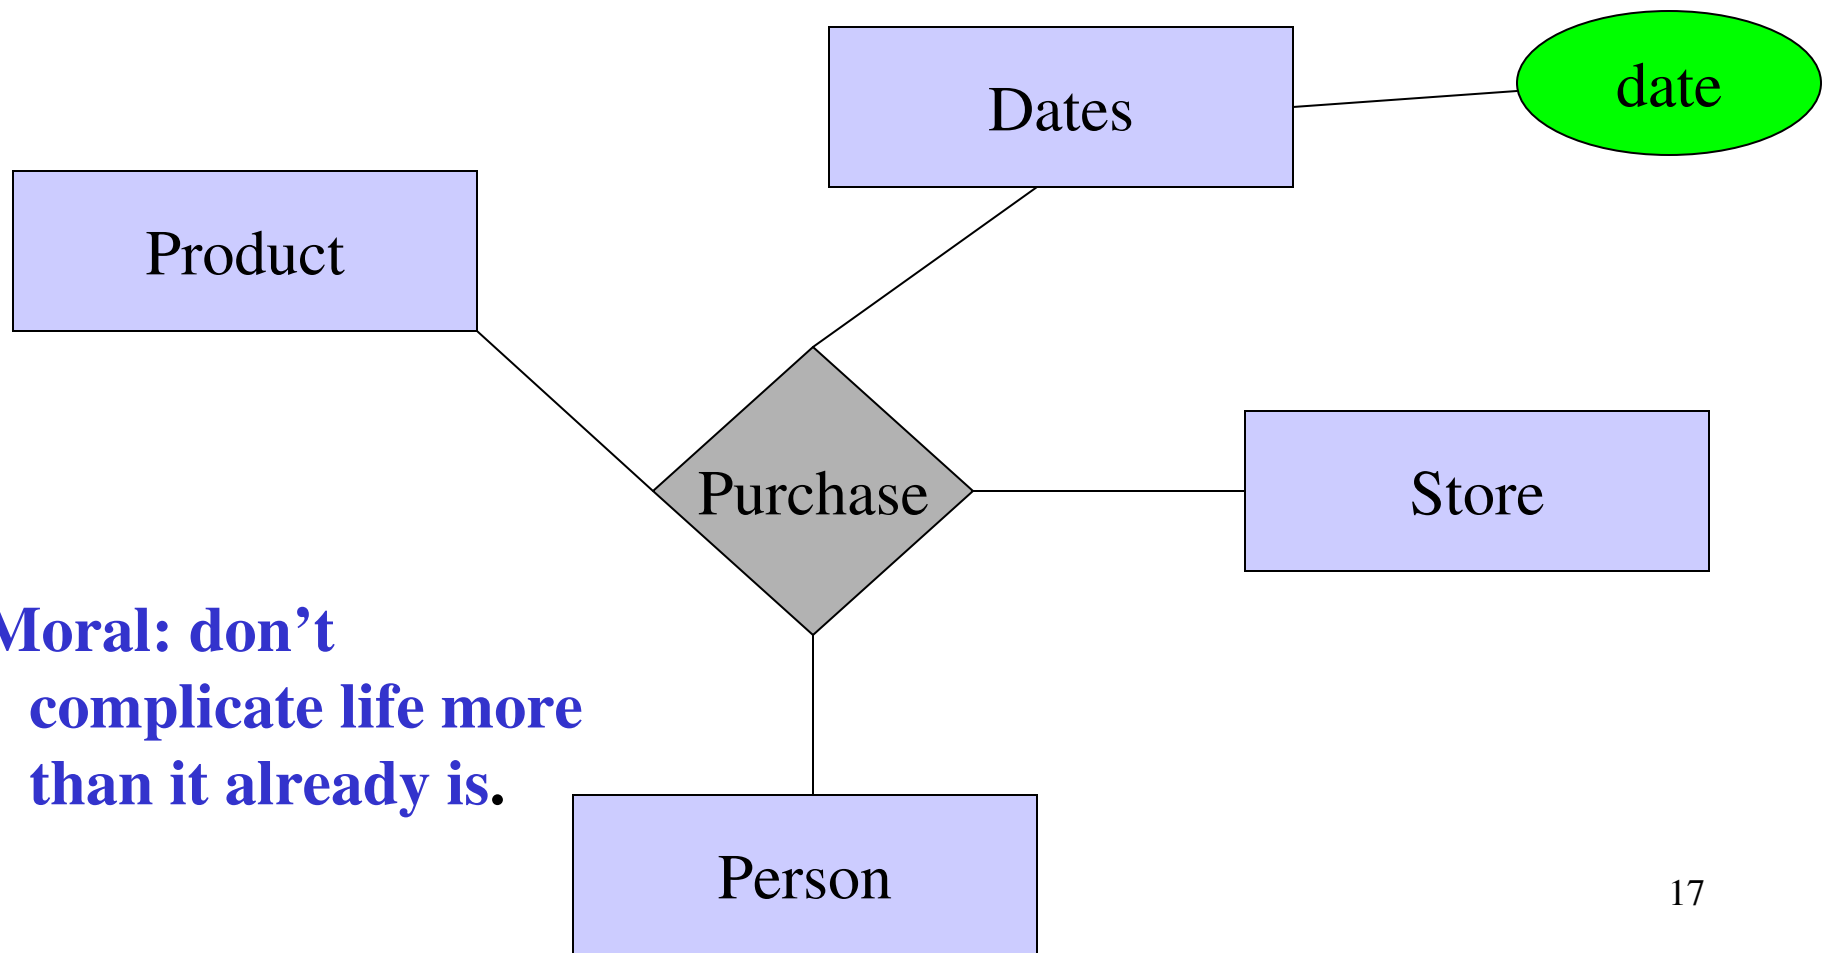 date
Dates
Product
Purchase
Store
Moral: don’t
complicate life more
than it already is.
Person
17